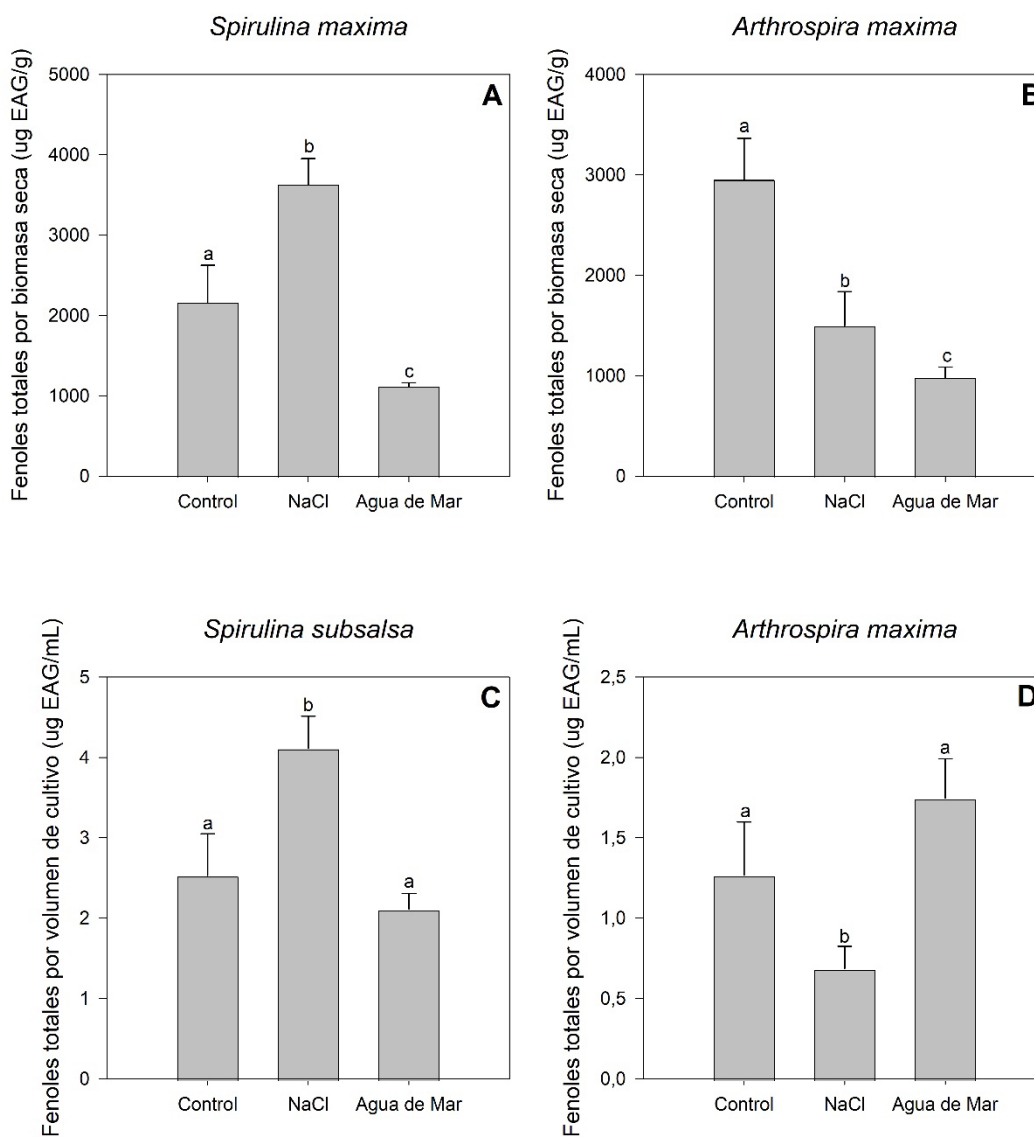 Spirulina maxima
Fenoles totales por biomasa seca (ug EAG/g)
5000
4000
3000
2000
1000
0
A
a
b
c
Control NaCl Agua de Mar
Arthrospira maxima
Fenoles totales por biomasa seca (ug EAG/g)
4000
3000
2000
1000
0
B
a
b
c
Control NaCl Agua de Mar
Spirulina subsalsa
Fenoles totales por volumen de cultivo (ug EAG/mL)
5
4
3
2
1
0
C
a
b
a
Control NaCl Agua de Mar
Arthrospira maxima
Fenoles totales por volumen de cultivo (ug EAG/mL)
2,5
2,0
1,5
1,0
0,5
0,0
D
a
b
a
Control NaCl Agua de Mar